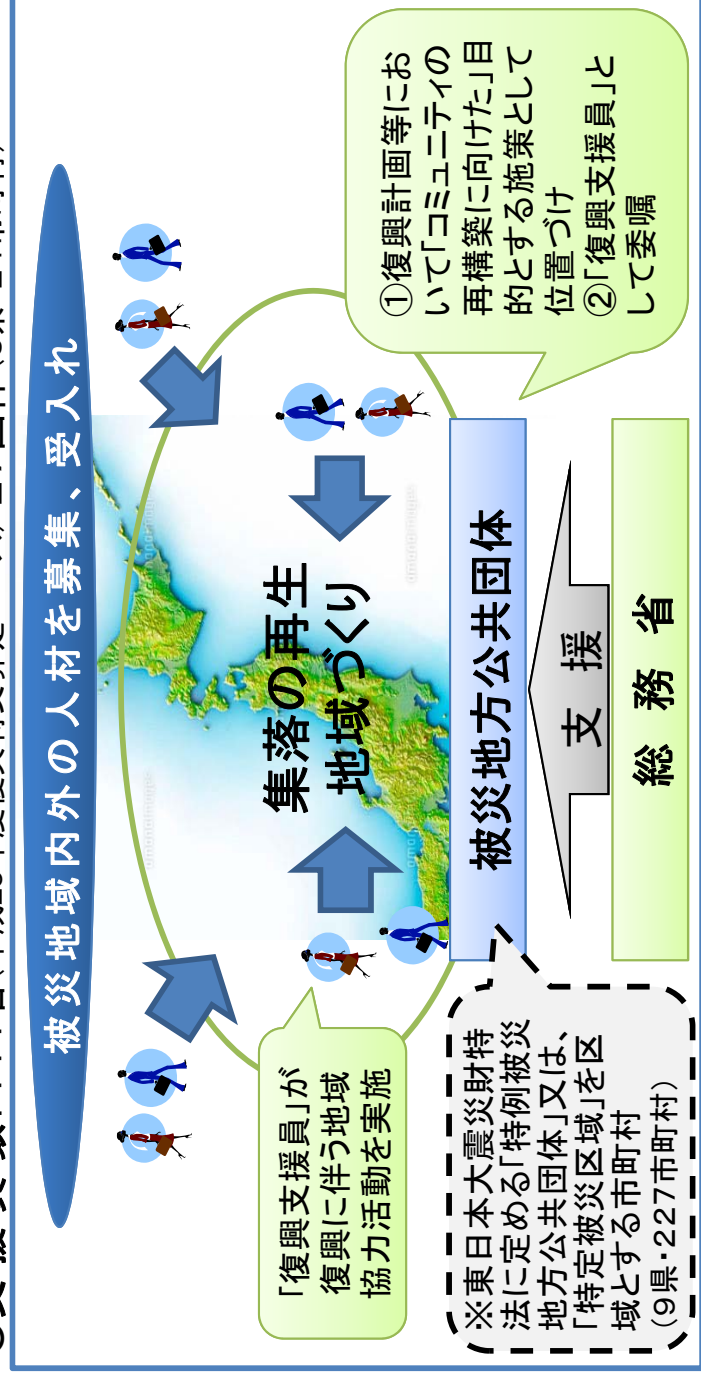 被災地域内外の人材を募集、受入れ
集落の再生
地域づくり
「復興支援員」が
復興に伴う地域
協力活動を実施
①復興計画等にお
いて「コミュニティの
再構築に向けた」目
的とする施策として
位置づけ
②「復興支援員」と
して委嘱
被災地方公共団体
支援
総務省
※東日本大震災財特
法に定める「特例被災
地方公共団体」又は、
「特定被災区域」を区
域とする市町村
(9県・227市町村)